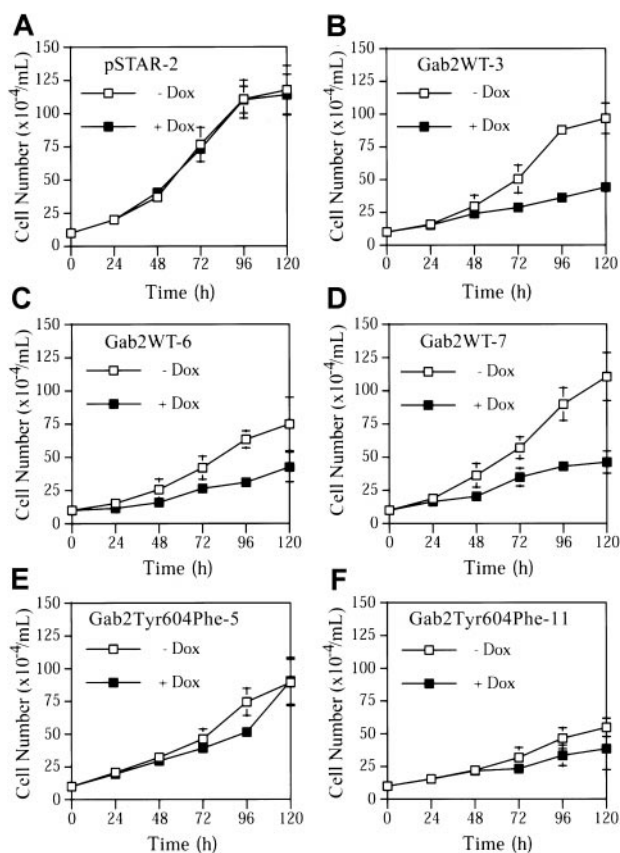 A
B
pSTAR-2
Gab2WT-3
- Dox
+ Dox
- Dox
+ Dox
Cell Number (x10⁻⁴/mL)
150
125
100
75
50
25
0
0 24 48 72 96 120
Time (h)
Cell Number (x10⁻⁴/mL)
150
125
100
75
50
25
0
0 24 48 72 96 120
Time (h)
C
D
Gab2WT-6
Gab2WT-7
- Dox
+ Dox
- Dox
+ Dox
Cell Number (x10⁻⁴/mL)
150
125
100
75
50
25
0
0 24 48 72 96 120
Time (h)
Cell Number (x10⁻⁴/mL)
150
125
100
75
50
25
0
0 24 48 72 96 120
Time (h)
E
F
Gab2Tyr604Phe-5
Gab2Tyr604Phe-11
- Dox
+ Dox
- Dox
+ Dox
Cell Number (x10⁻⁴/mL)
150
125
100
75
50
25
0
0 24 48 72 96 120
Time (h)
Cell Number (x10⁻⁴/mL)
150
125
100
75
50
25
0
0 24 48 72 96 120
Time (h)